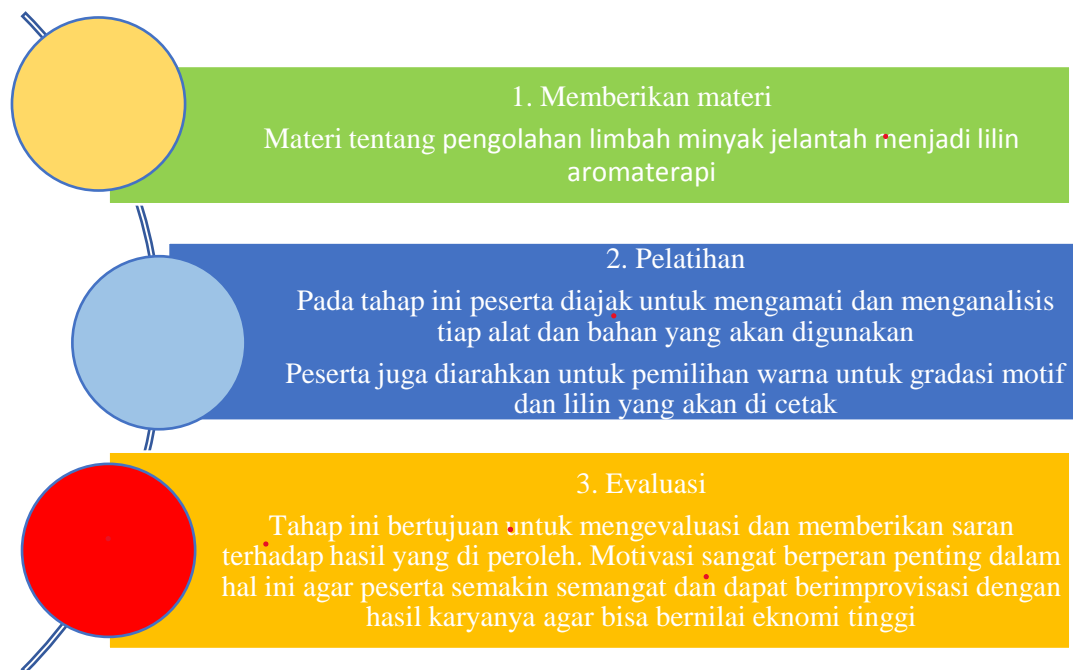 1. Memberikan materi
Materi tentang pengolahan limbah minyak jelantah menjadi lilin
aromaterapi
2. Pelatihan
Pada tahap ini peserta diajak untuk mengamati dan menganalisis
tiap alat dan bahan yang akan digunakan
Peserta juga diarahkan untuk pemilihan warna untuk gradasi motif
dan lilin yang akan di cetak
3. Evaluasi
Tahap ini bertujuan untuk mengevaluasi dan memberikan saran
terhadap hasil yang di peroleh. Motivasi sangat berperan penting dalam
hal ini agar peserta semakin semangat dan dapat berimprovisasi dengan
hasil karyanya agar bisa bernilai eknomi tinggi